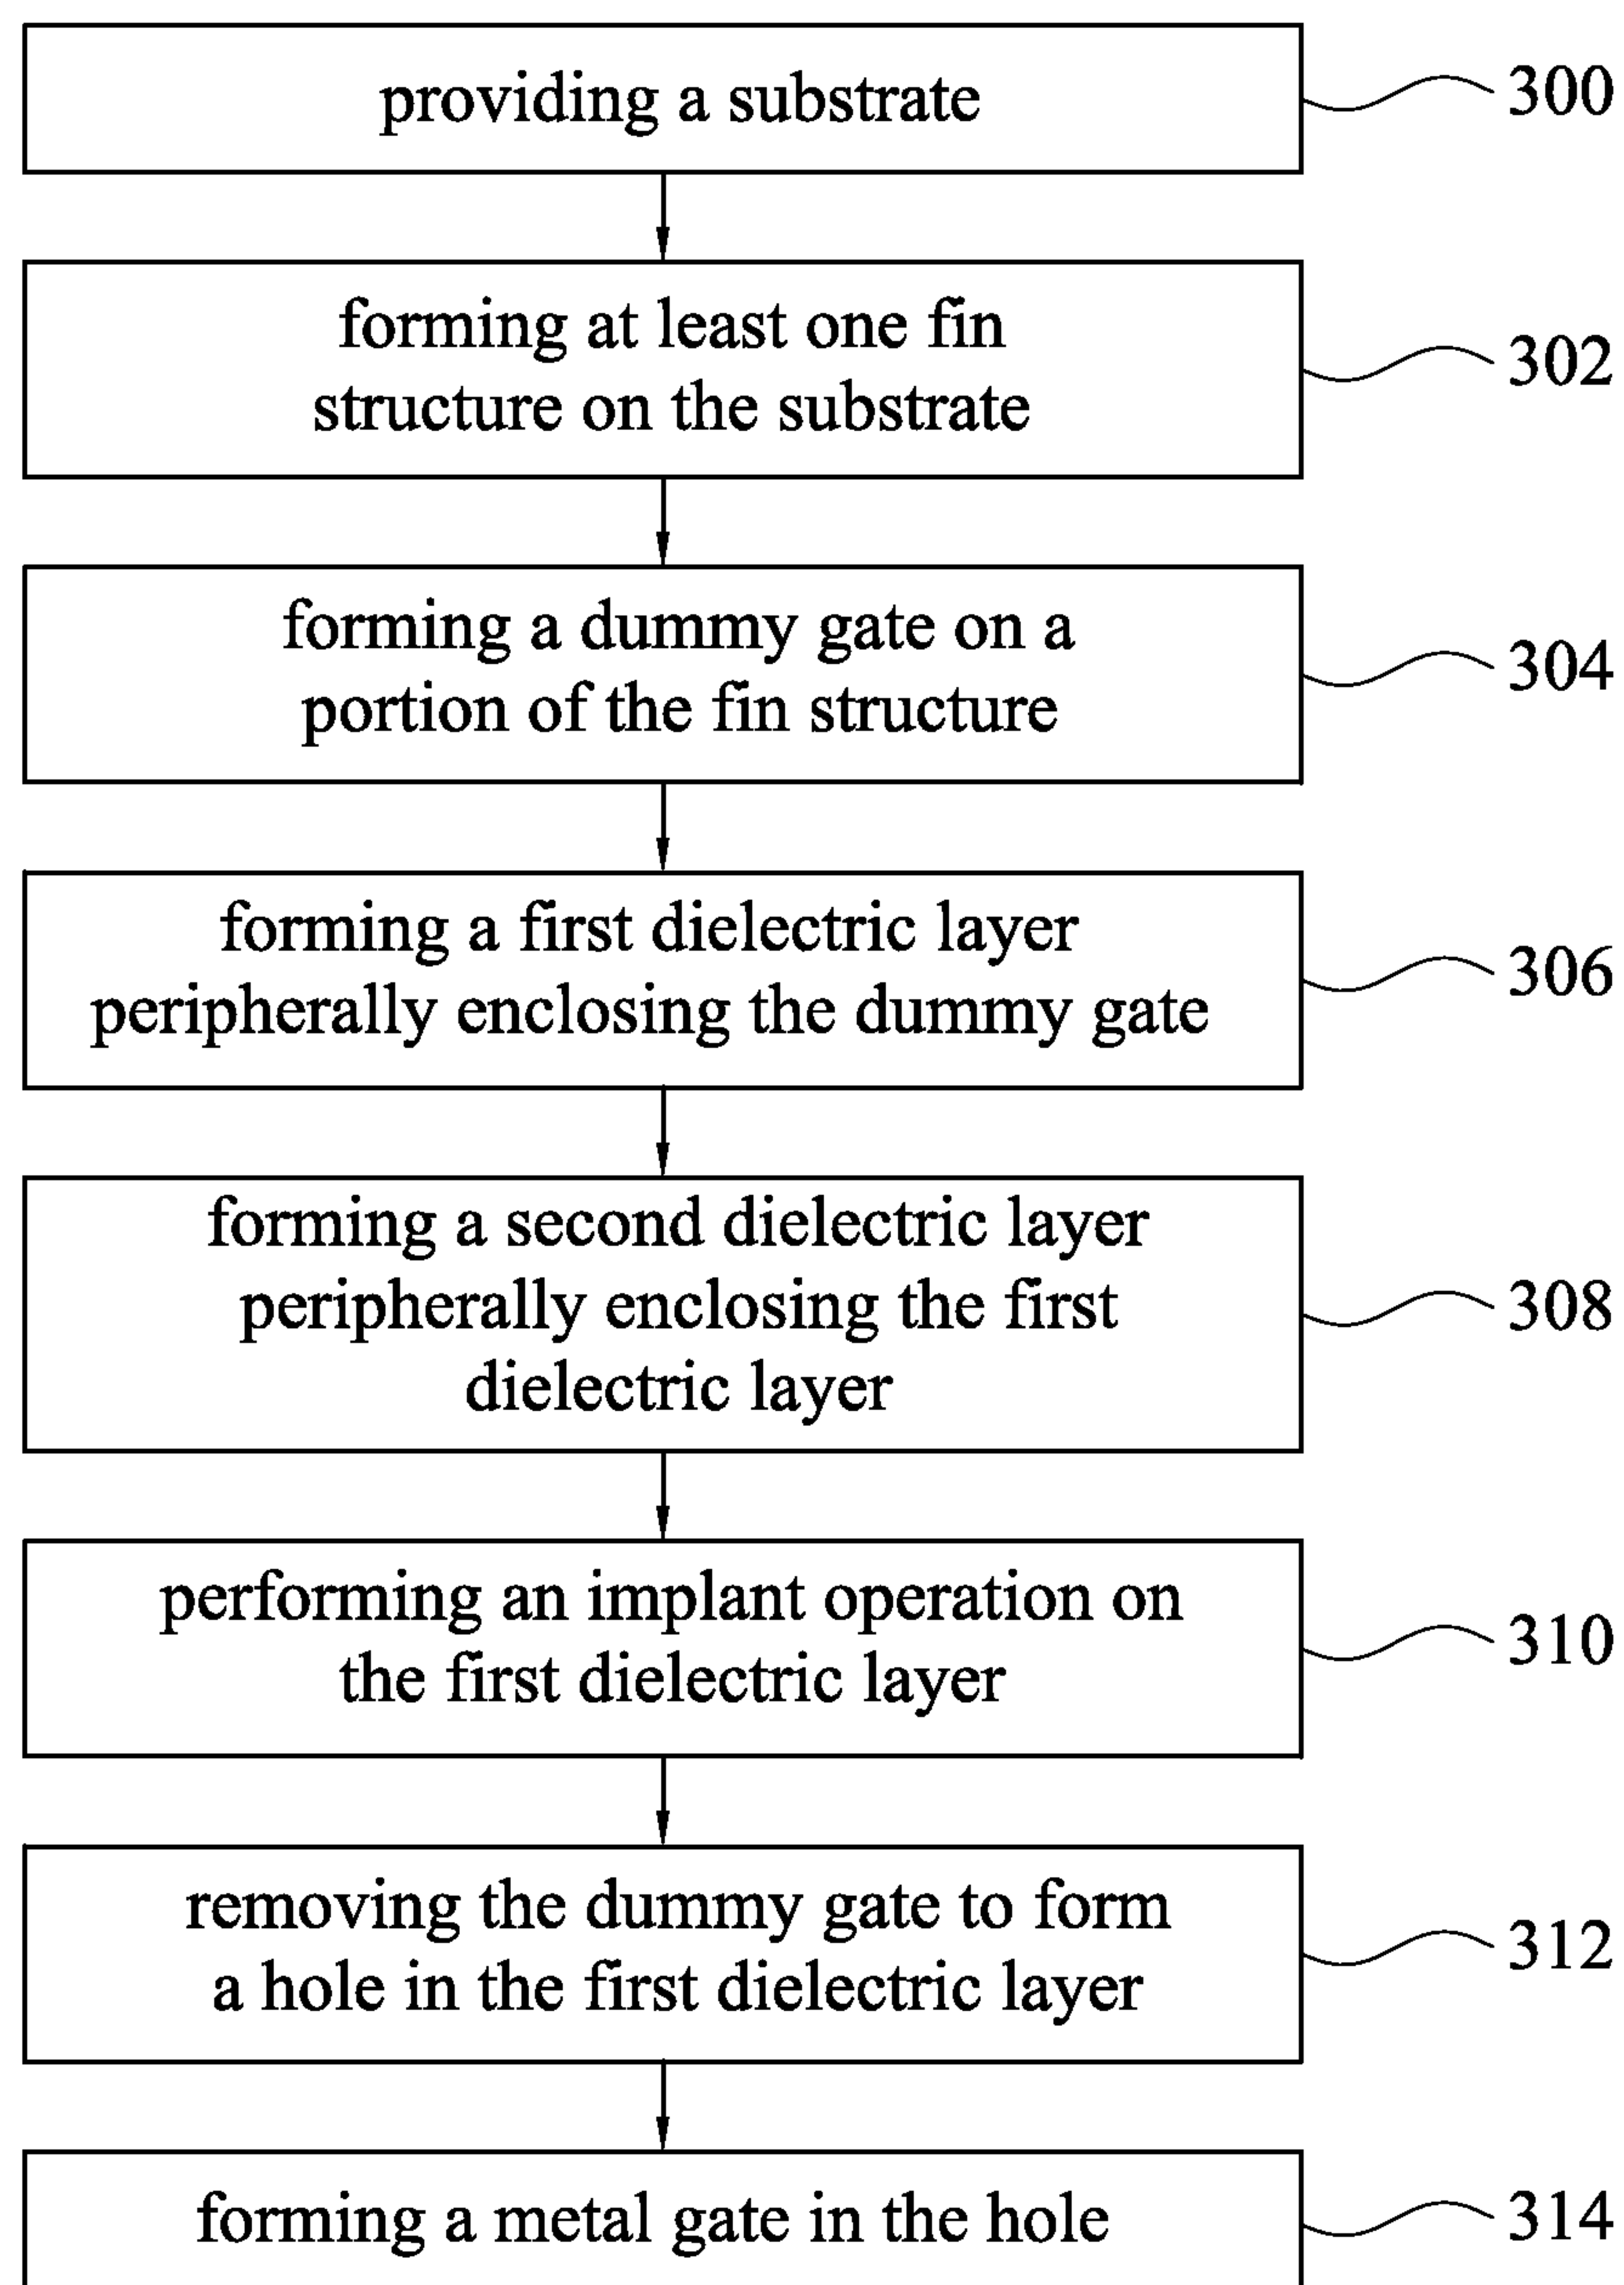 providing a substrate
300
forming at least one fin
structure on the substrate
302
forming a dummy gate on a
portion of the fin structure
304
forming a first dielectric layer
peripherally enclosing the dummy gate
306
forming a second dielectric layer
peripherally enclosing the first
dielectric layer
308
performing an implant operation on
the first dielectric layer
310
removing the dummy gate to form
a hole in the first dielectric layer
312
forming a metal gate in the hole
314